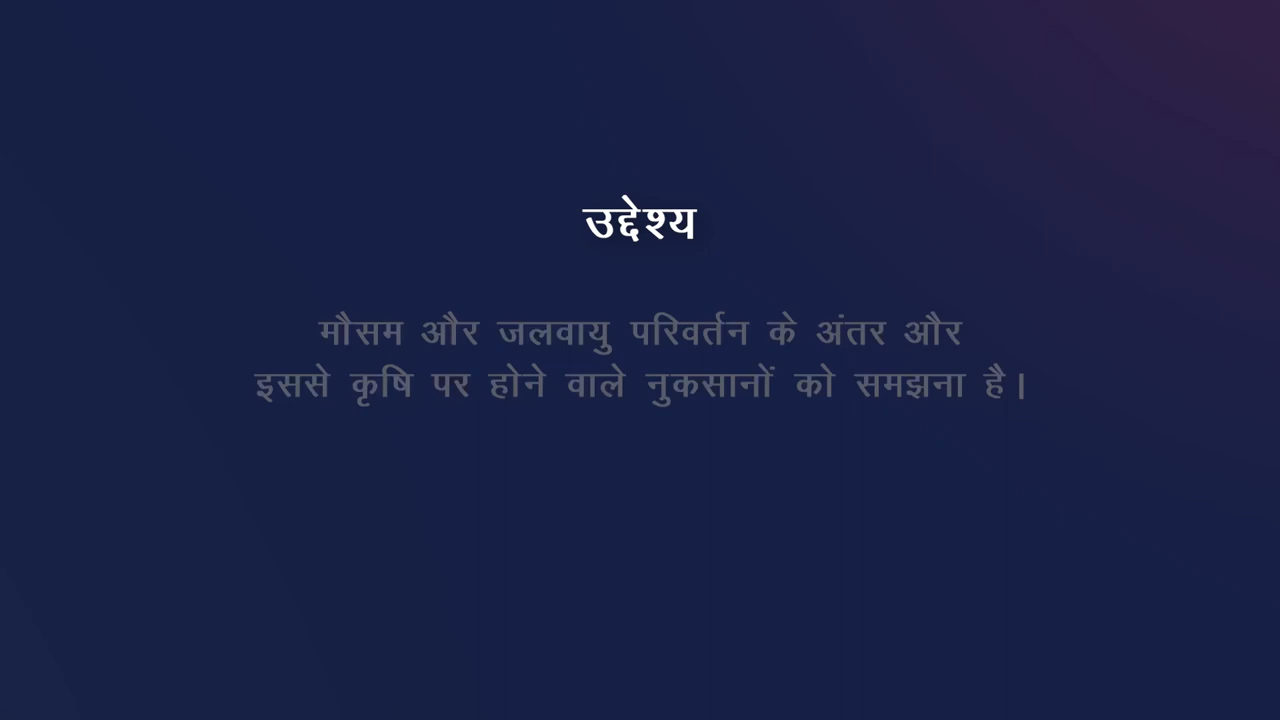 उद्देश्य
मौसम और जलवायु परिवर्तन के अंतर और
इससे कृषि पर होने वाले नुकसानों को समझना है।